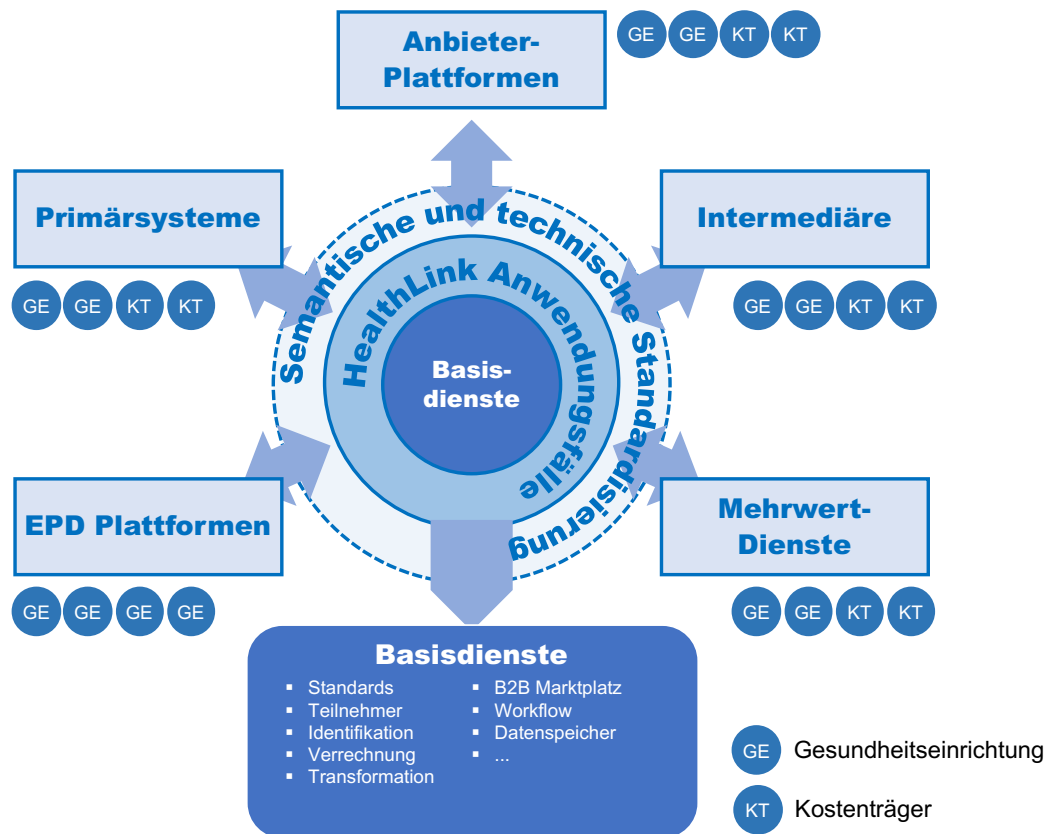 Anbieter-
Plattformen
GE GE KT KT
Primärsysteme
GE GE KT KT
Intermediäre
GE GE KT KT
Semantische und technische Standardisierung
HealthLink Anwendungsfälle
Basis-
dienste
EPD Plattformen
GE GE GE GE
Mehrwert-
Dienste
GE GE KT KT
Basisdienste
▪ Standards
▪ Teilnehmer
▪ Identifikation
▪ Verrechnung
▪ Transformation
▪ B2B Marktplatz
▪ Workflow
▪ Datenspeicher
▪ ...
GE Gesundheitseinrichtung
KT Kostenträger